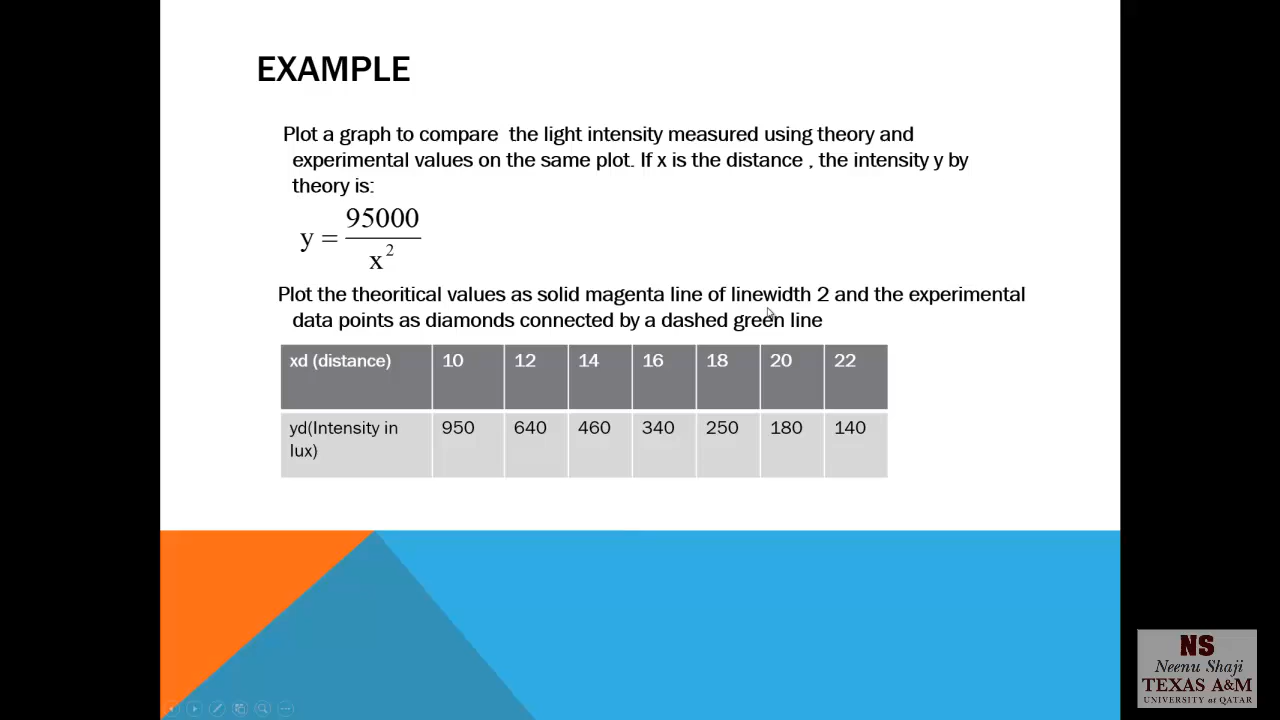 EXAMPLE
Plot a graph to compare the light intensity measured using theory and
experimental values on the same plot. If x is the distance , the intensity y by
theory is:
y = 95000 / x²
Plot the theoritical values as solid magenta line of linewidth 2 and the experimental
data points as diamonds connected by a dashed green line
xd (distance) 10 12 14 16 18 20 22
yd(Intensity in 950 640 460 340 250 180 140
lux)
NS
Neenu Shaji
TEXAS A&M
UNIVERSITY at QATAR